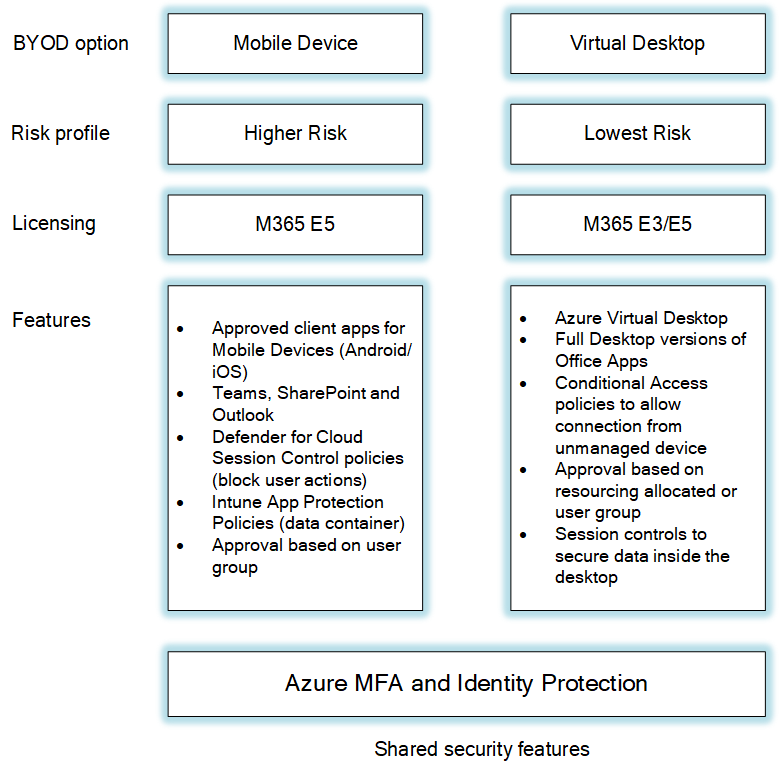 BYOD option
Mobile Device
Virtual Desktop
Risk profile
Higher Risk
Lowest Risk
Licensing
M365 E5
M365 E3/E5
Features
• Approved client apps for
Mobile Devices (Android/
iOS)
• Teams, SharePoint and
Outlook
• Defender for Cloud
Session Control policies
(block user actions)
• Intune App Protection
Policies (data container)
• Approval based on user
group
• Azure Virtual Desktop
• Full Desktop versions of
Office Apps
• Conditional Access
policies to allow
connection from
unmanaged device
• Approval based on
resourcing allocated or
user group
• Session controls to
secure data inside the
desktop
Azure MFA and Identity Protection
Shared security features